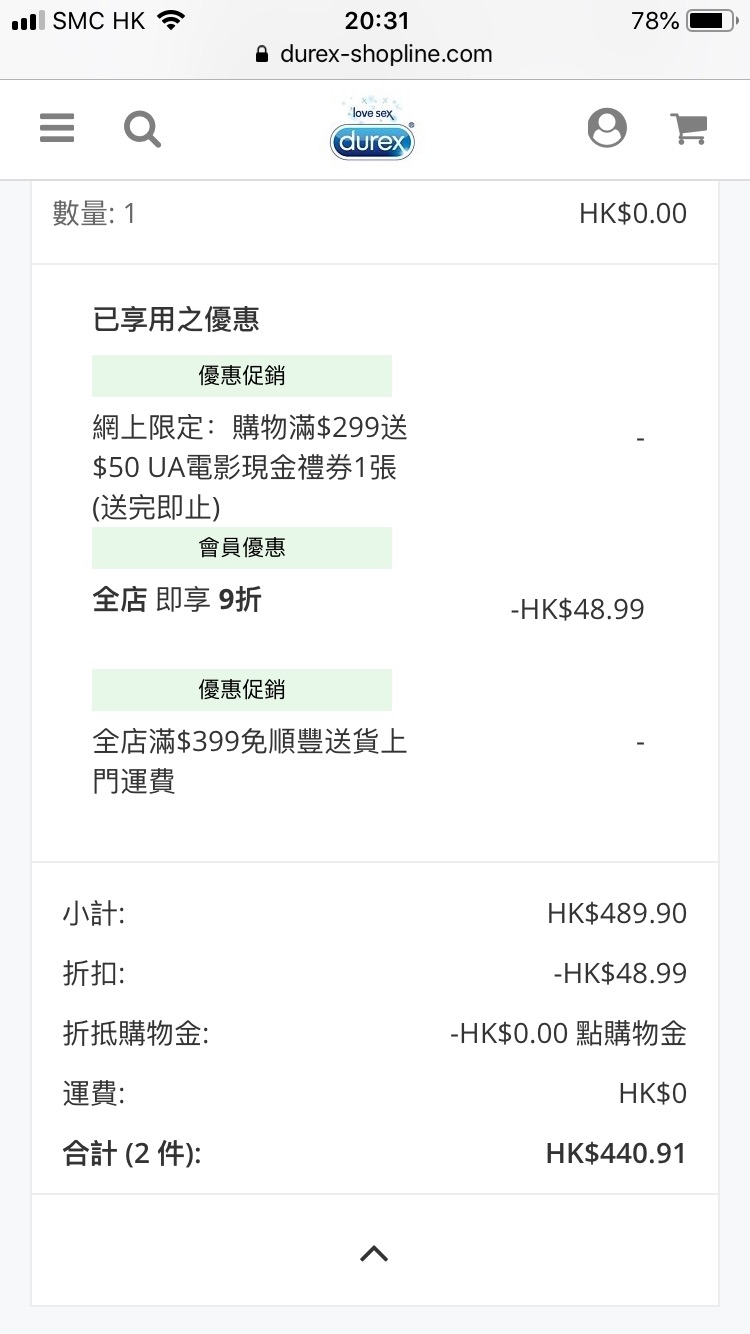 SMC HK 20:31 78%
durex-shopline.com
love sex
durex®
數量: 1 HK$0.00
已享用之優惠
優惠促銷
網上限定：購物滿$299送
$50 UA電影現金禮券1張
(送完即止)
-
會員優惠
全店 即享 9折
-HK$48.99
優惠促銷
全店滿$399免順豐送貨上
門運費
-
小計: HK$489.90
折扣: -HK$48.99
折抵購物金: -HK$0.00 點購物金
運費: HK$0
合計 (2 件): HK$440.91